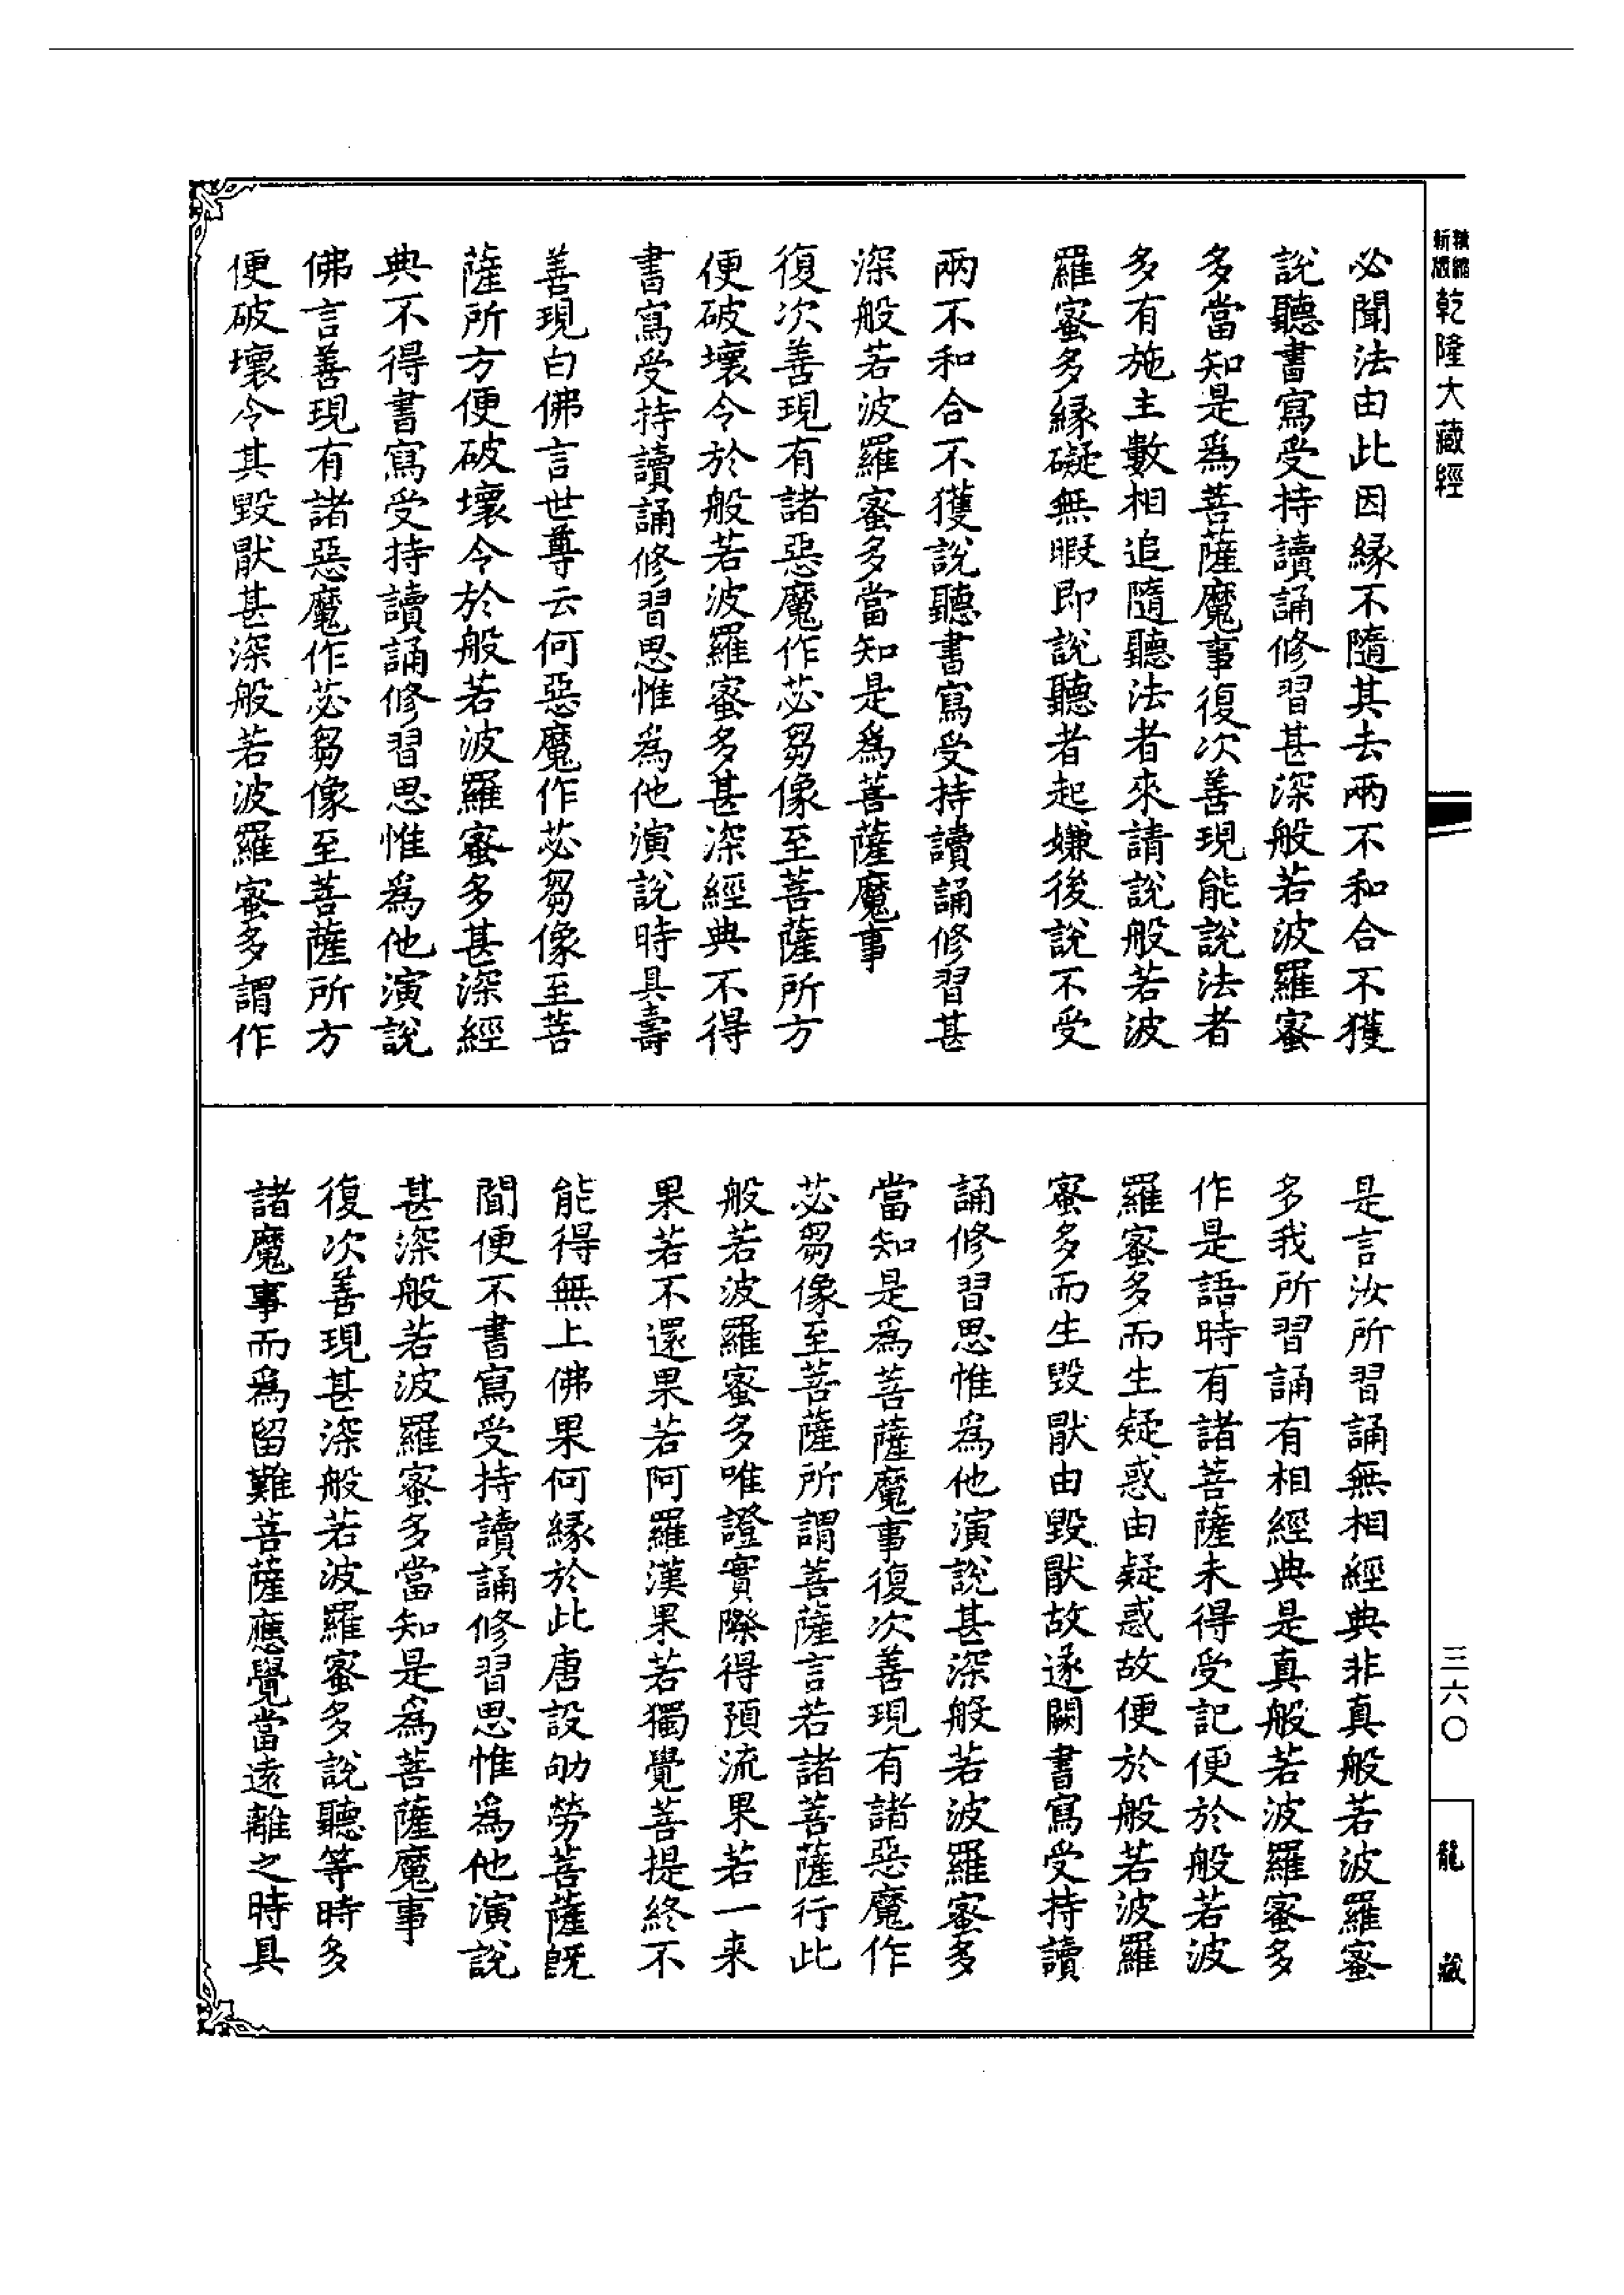 精縮新版乾隆大藏經
必聞法由此因緣不隨其去兩不和合不獲
說聽書寫受持讀誦修習甚深般若波羅蜜
多當知是爲菩薩魔事復次善現能說法者
多有施主數相追隨聽法者來請說般若波
羅蜜多緣礙無暇即說聽者起嫌後說不受
兩不和合不獲說聽書寫受持讀誦修習甚
深般若波羅蜜多當知是爲菩薩魔事
復次善現有諸惡魔作苾芻像至菩薩所方
便破壞令於般若波羅蜜多甚深經典不得
書寫受持讀誦修習思惟爲他演說時具壽
善現白佛言世尊云何惡魔作苾芻像至菩
薩所方便破壞令於般若波羅蜜多甚深經
典不得書寫受持讀誦修習思惟爲他演說
佛言善現有諸惡魔作苾芻像至菩薩所方
便破壞令其毀猒甚深般若波羅蜜多謂作
是言汝所習誦無相經典非真般若波羅蜜
多我所習誦有相經典是真般若波羅蜜多
作是語時有諸菩薩未得受記便於般若波
羅蜜多而生疑惑由疑惑故便於般若波羅
蜜多而生毀猒由毀猒故遂闕書寫受持讀
誦修習思惟爲他演說甚深般若波羅蜜多
當知是爲菩薩魔事復次善現有諸惡魔作
苾芻像至菩薩所謂菩薩言若諸菩薩行此
般若波羅蜜多唯證實際得預流果若一来
果若不還果若阿羅漢果若獨覺菩提終不
能得無上佛果何緣於此唐設劬勞菩薩旣
聞便不書寫受持讀誦修習思惟爲他演說
甚深般若波羅蜜多當知是爲菩薩魔事
復次善現甚深般若波羅蜜多說聽等時多
諸魔事而爲留難菩薩應覺當遠離之時具
三六〇
龍藏